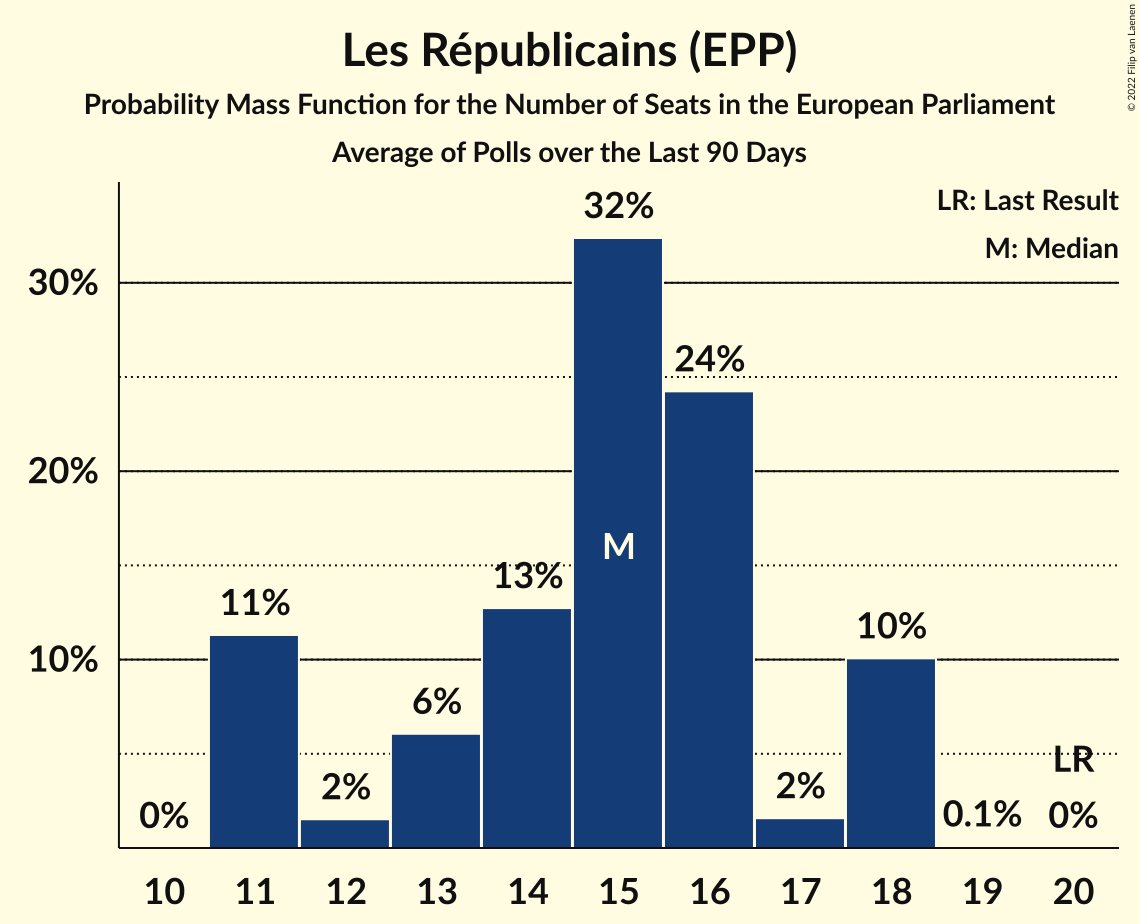 Les Républicains (EPP)
Probability Mass Function for the Number of Seats in the European Parliament
Average of Polls over the Last 90 Days
© 2022 Filip van Laenen
LR: Last Result
M: Median
32%
30%
24%
20%
M
13%
11%
10%
10%
6%
LR
2%
2%
0%
0.1%
0%
10 11 12 13 14 15 16 17 18 19 20